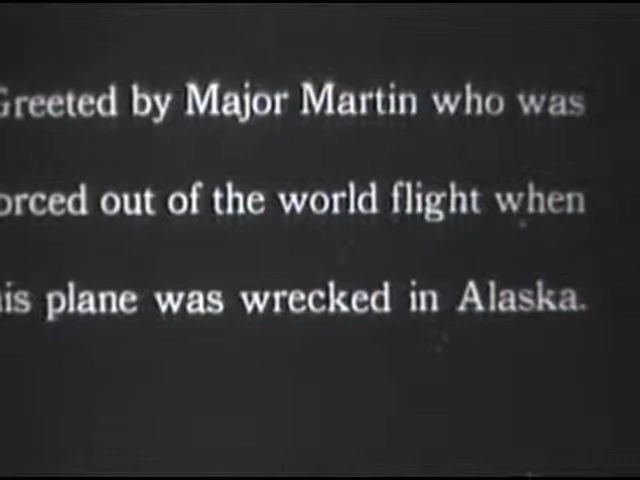 Greeted by Major Martin who was
orced out of the world flight when
is plane was wrecked in Alaska.